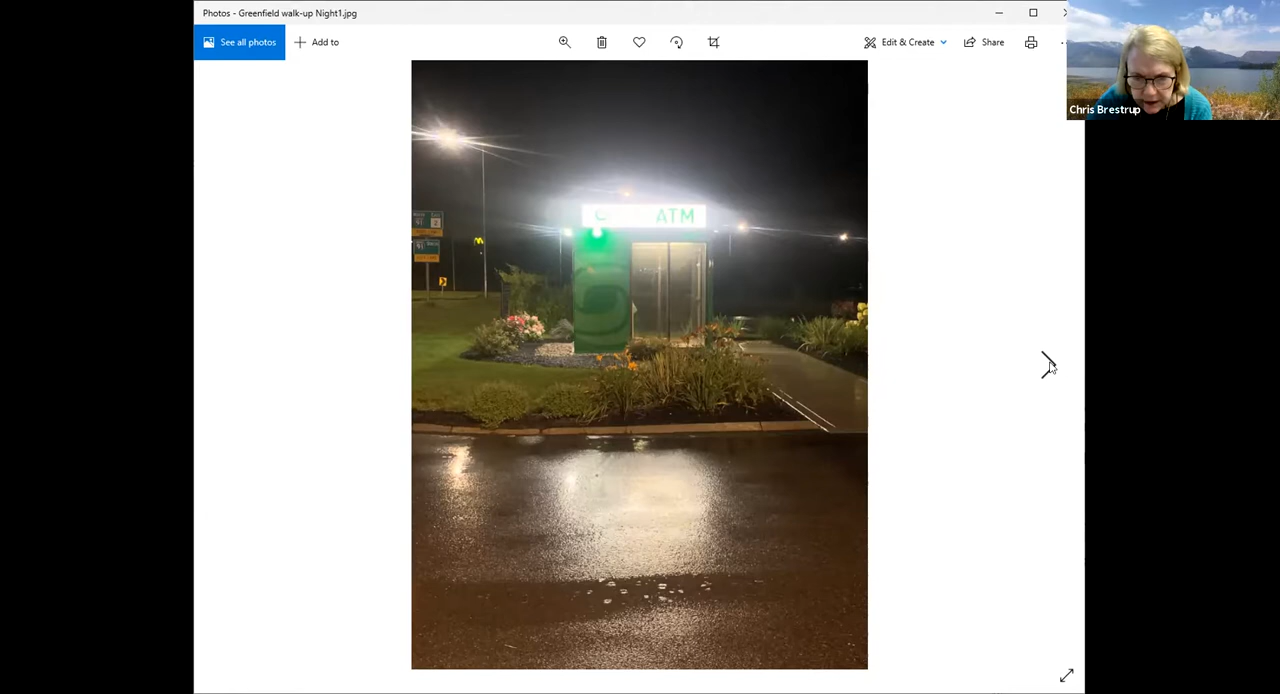 Photos - Greenfield walk-up Night1.jpg
See all photos
Add to
Edit & Create
Share
Chris Brestrup
ATM